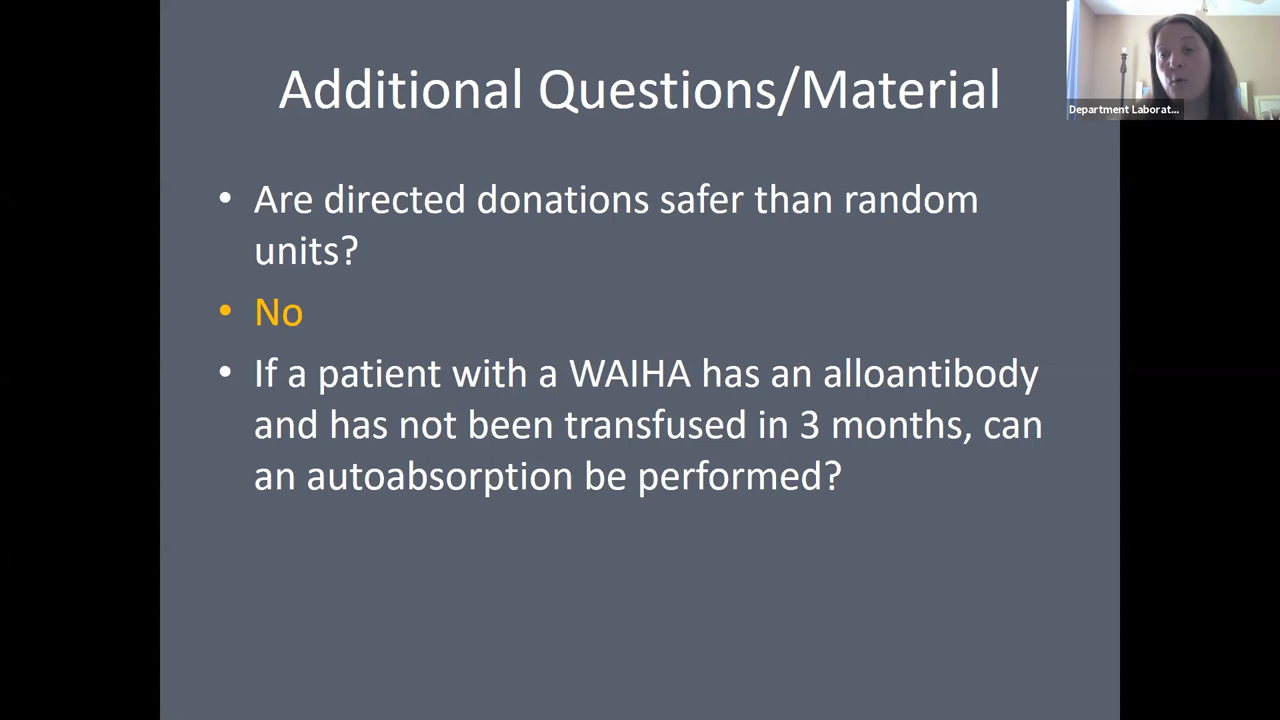 Additional Questions/Material
Department Laborat...
• Are directed donations safer than random
units?
• No
• If a patient with a WAIHA has an alloantibody
and has not been transfused in 3 months, can
an autoabsorption be performed?